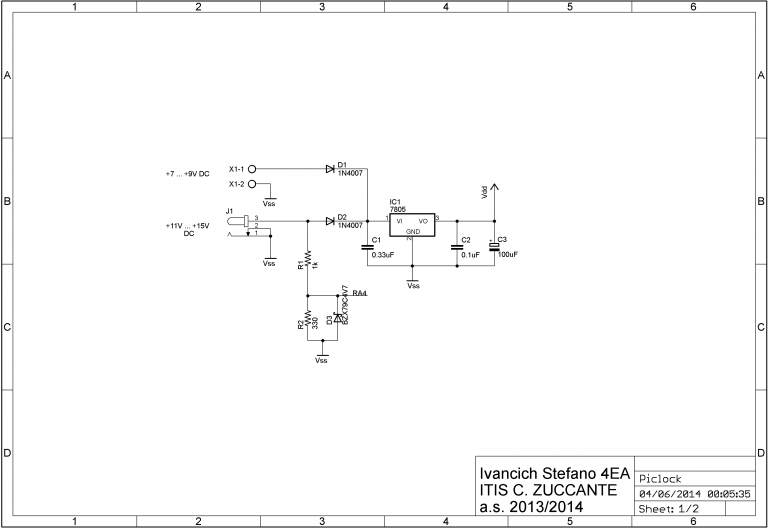 1 2 3 4 5 6
A A
X1-1
D1
1N4007
+7 ... +9V DC
X1-2
Vss
Vdd
B B
IC1
7805
J1
3
2
1
+11V ... +15V
DC
D2
1N4007
1 VI VO 3
GND
2
C1
0.33uF
C2
0.1uF
+ C3
100uF
Vss
R1
1k
Vss
RA4
C C
R2
330
D3
BZX79C4V7
Vss
D D
Ivancich Stefano 4EA
ITIS C. ZUCCANTE
a.s. 2013/2014
Piclock
04/06/2014 00:05:35
Sheet: 1/2
1 2 3 4 5 6